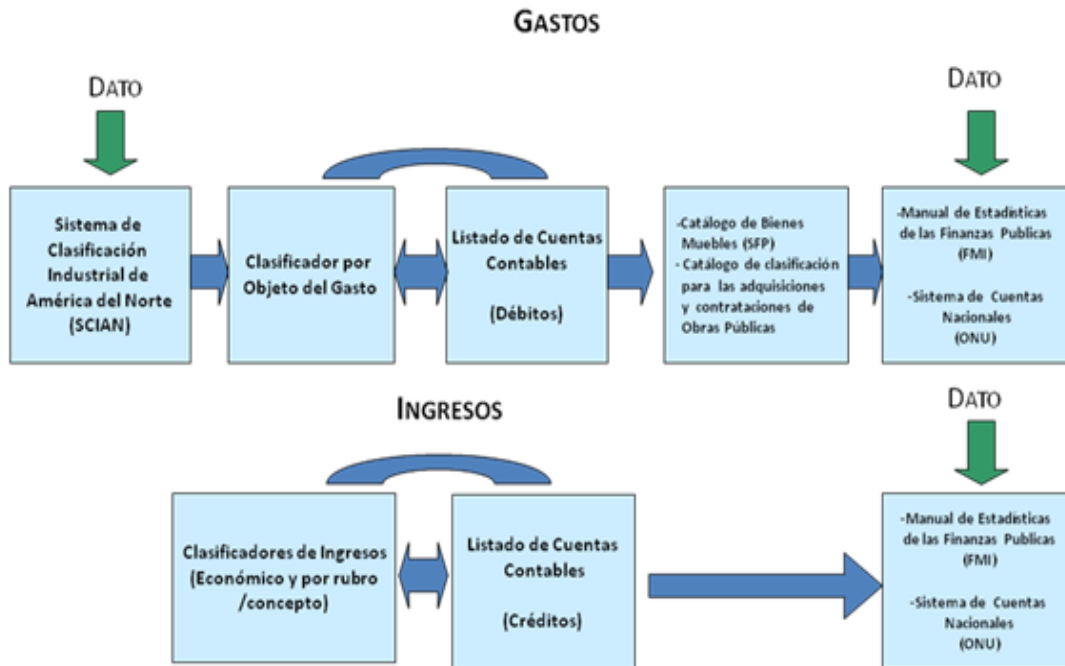 GASTOS
DATO
DATO
Sistema de
Clasificación
Industrial de
América del Norte
(SCIAN)
Clasificador por
Objeto del Gasto
Listado de Cuentas
Contables
(Débitos)
-Catálogo de Bienes
Muebles (SFP)
- Catálogo de clasificación
para las adquisiciones
y contrataciones de
Obras Públicas
-Manual de Estadísticas
de las Finanzas Publicas
(FMI)
-Sistema de Cuentas
Nacionales
(ONU)
INGRESOS
DATO
Clasificadores de Ingresos
(Económico y por rubro
/concepto)
Listado de Cuentas
Contables
(Créditos)
-Manual de Estadísticas
de las Finanzas Publicas
(FMI)
-Sistema de Cuentas
Nacionales
(ONU)